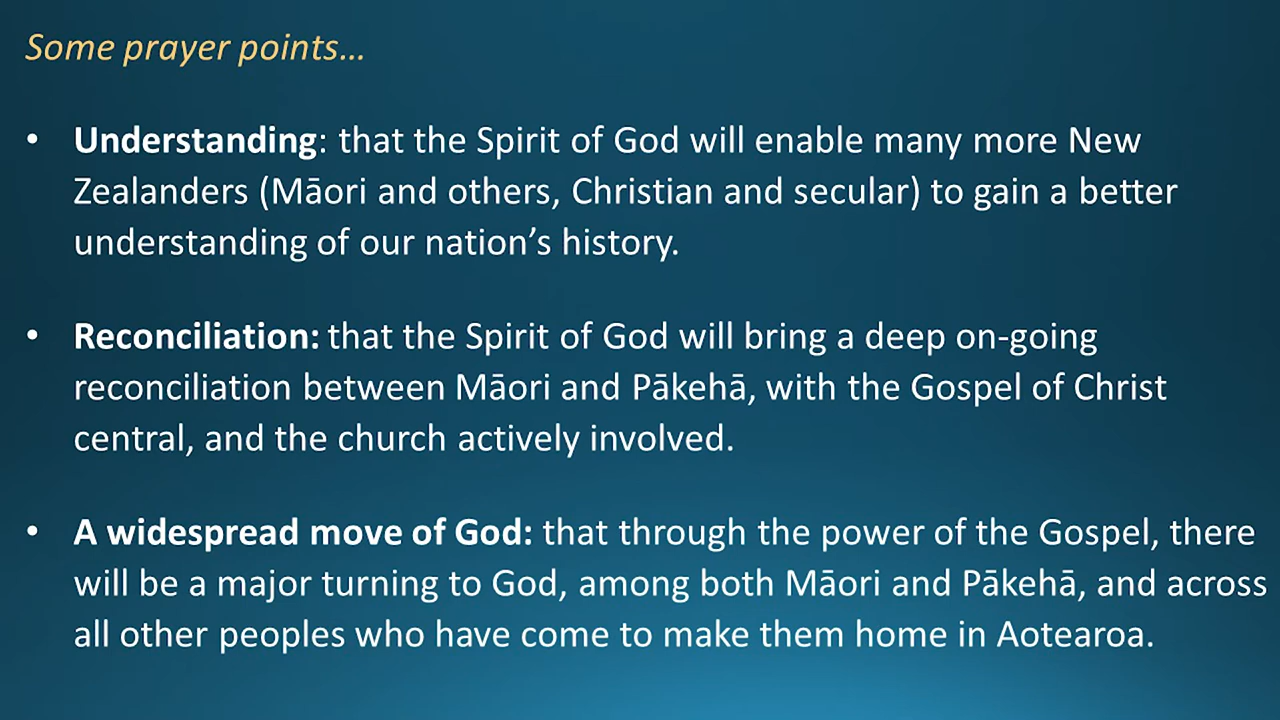 Some prayer points…
• Understanding: that the Spirit of God will enable many more New
Zealanders (Māori and others, Christian and secular) to gain a better
understanding of our nation’s history.
• Reconciliation: that the Spirit of God will bring a deep on-going
reconciliation between Māori and Pākehā, with the Gospel of Christ
central, and the church actively involved.
• A widespread move of God: that through the power of the Gospel, there
will be a major turning to God, among both Māori and Pākehā, and across
all other peoples who have come to make them home in Aotearoa.